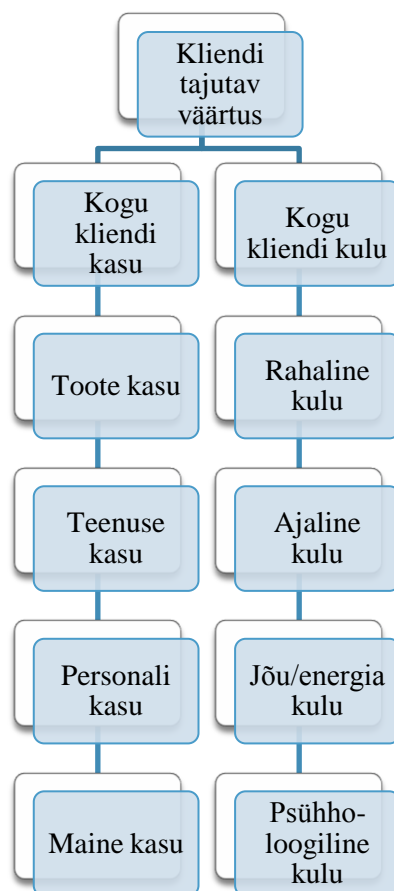 Kliendi
tajutav
väärtus
Kogu
kliendi
kasu
Kogu
kliendi kulu
Toote kasu
Rahaline
kulu
Teenuse
kasu
Ajaline
kulu
Personali
kasu
Jõu/energia
kulu
Maine kasu
Psühho-
loogiline
kulu